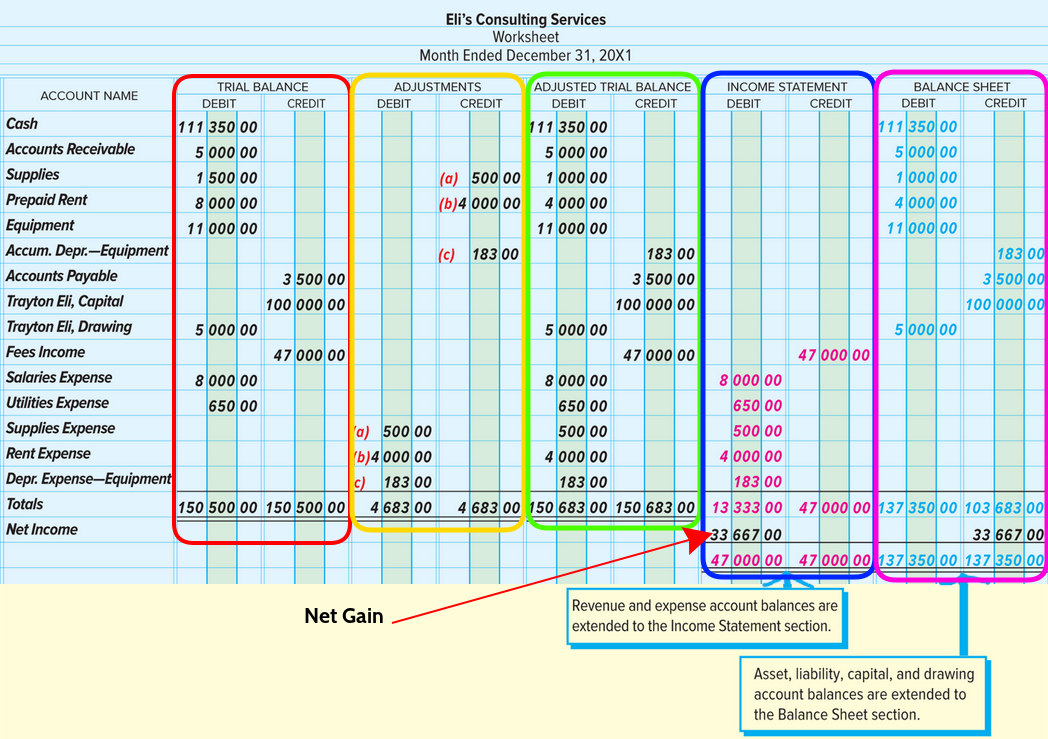 Eli's Consulting Services
Worksheet
Month Ended December 31, 20X1
ACCOUNT NAME TRIAL BALANCE ADJUSTMENTS ADJUSTED TRIAL BALANCE INCOME STATEMENT BALANCE SHEET
DEBIT CREDIT DEBIT CREDIT DEBIT CREDIT DEBIT CREDIT DEBIT CREDIT
Cash 111 350 00 111 350 00 111 350 00
Accounts Receivable 5 000 00 5 000 00 5 000 00
Supplies 1 500 00 (a) 500 00 1 000 00 1 000 00
Prepaid Rent 8 000 00 (b) 4 000 00 4 000 00 4 000 00
Equipment 11 000 00 11 000 00 11 000 00
Accum. Depr.—Equipment (c) 183 00 183 00 183 00
Accounts Payable 3 500 00 3 500 00 3 500 00
Trayton Eli, Capital 100 000 00 100 000 00 100 000 00
Trayton Eli, Drawing 5 000 00 5 000 00 5 000 00
Fees Income 47 000 00 47 000 00 47 000 00
Salaries Expense 8 000 00 8 000 00 8 000 00
Utilities Expense 650 00 650 00 650 00
Supplies Expense (a) 500 00 500 00 500 00
Rent Expense (b) 4 000 00 4 000 00 4 000 00
Depr. Expense—Equipment (c) 183 00 183 00 183 00
Totals 150 500 00 150 500 00 4 683 00 4 683 00 150 683 00 150 683 00 13 333 00 47 000 00 137 350 00 103 683 00
Net Income 33 667 00 33 667 00
47 000 00 47 000 00 137 350 00 137 350 00
Net Gain
Revenue and expense account balances are
extended to the Income Statement section.
Asset, liability, capital, and drawing
account balances are extended to
the Balance Sheet section.